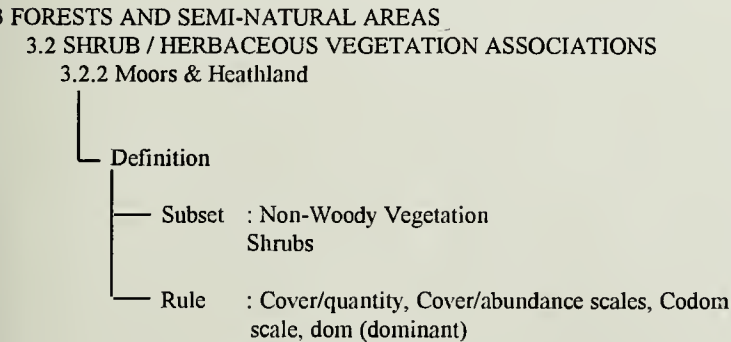 3 FORESTS AND SEMI-NATURAL AREAS
3.2 SHRUB / HERBACEOUS VEGETATION ASSOCIATIONS
3.2.2 Moors & Heathland
Definition
Subset : Non-Woody Vegetation
Shrubs
Rule : Cover/quantity, Cover/abundance scales, Codom
scale, dom (dominant)